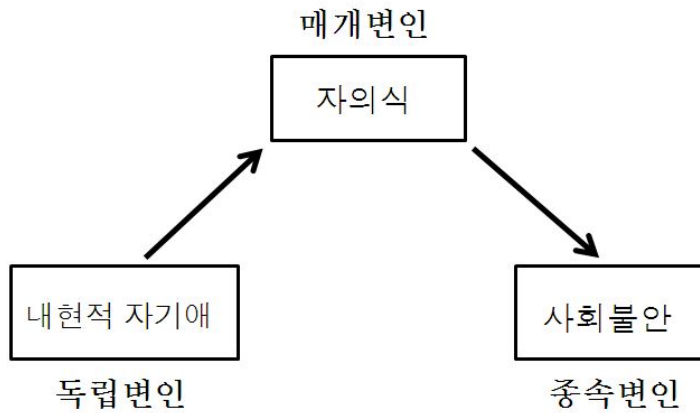 매개변인
자의식
내현적 자기애
사회불안
독립변인
종속변인